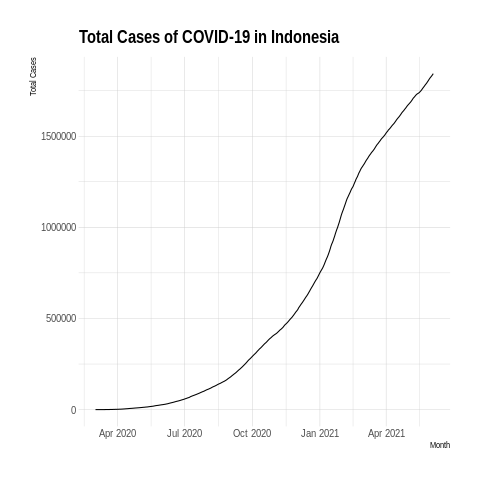 Total Cases of COVID-19 in Indonesia
Total Cases
1500000
1000000
500000
0
Apr 2020 Jul 2020 Oct 2020 Jan 2021 Apr 2021
Month